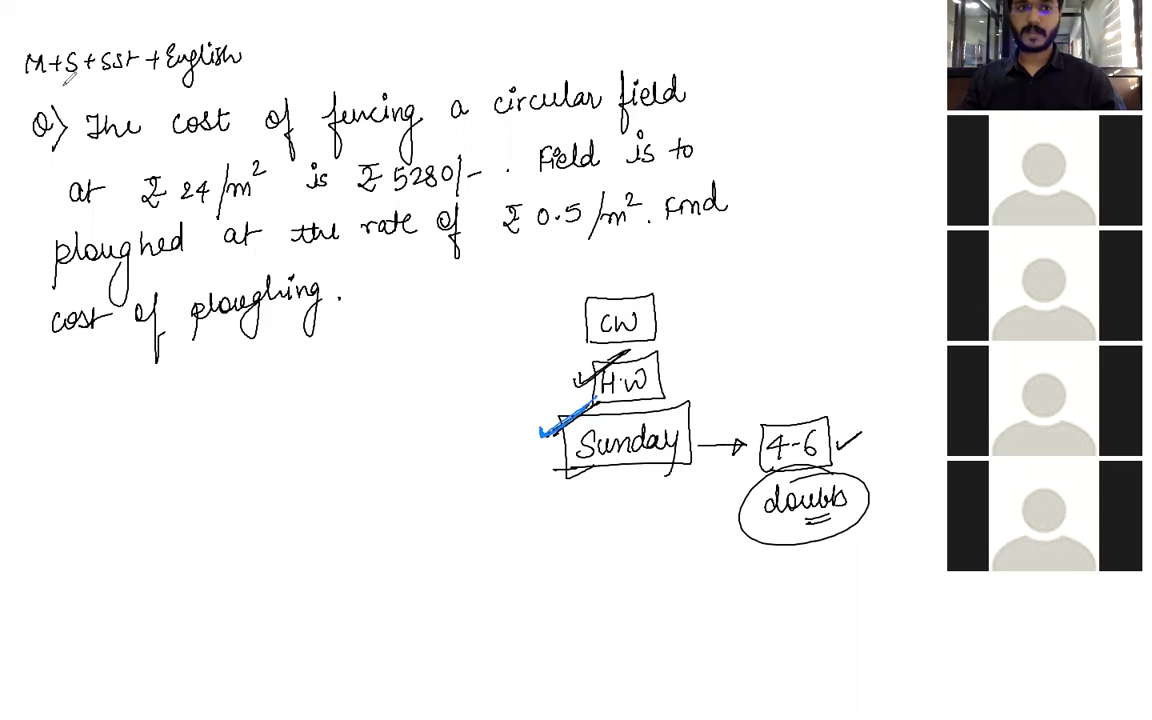 M+S+SSt+English
Q) The cost of fencing a circular field
at ₹ 24/m² is ₹ 5280/-. Field is to
ploughed at the rate of ₹ 0.5/m². Find
cost of ploughing.
CW
H.W
Sunday → 4-6 ✓
doubts